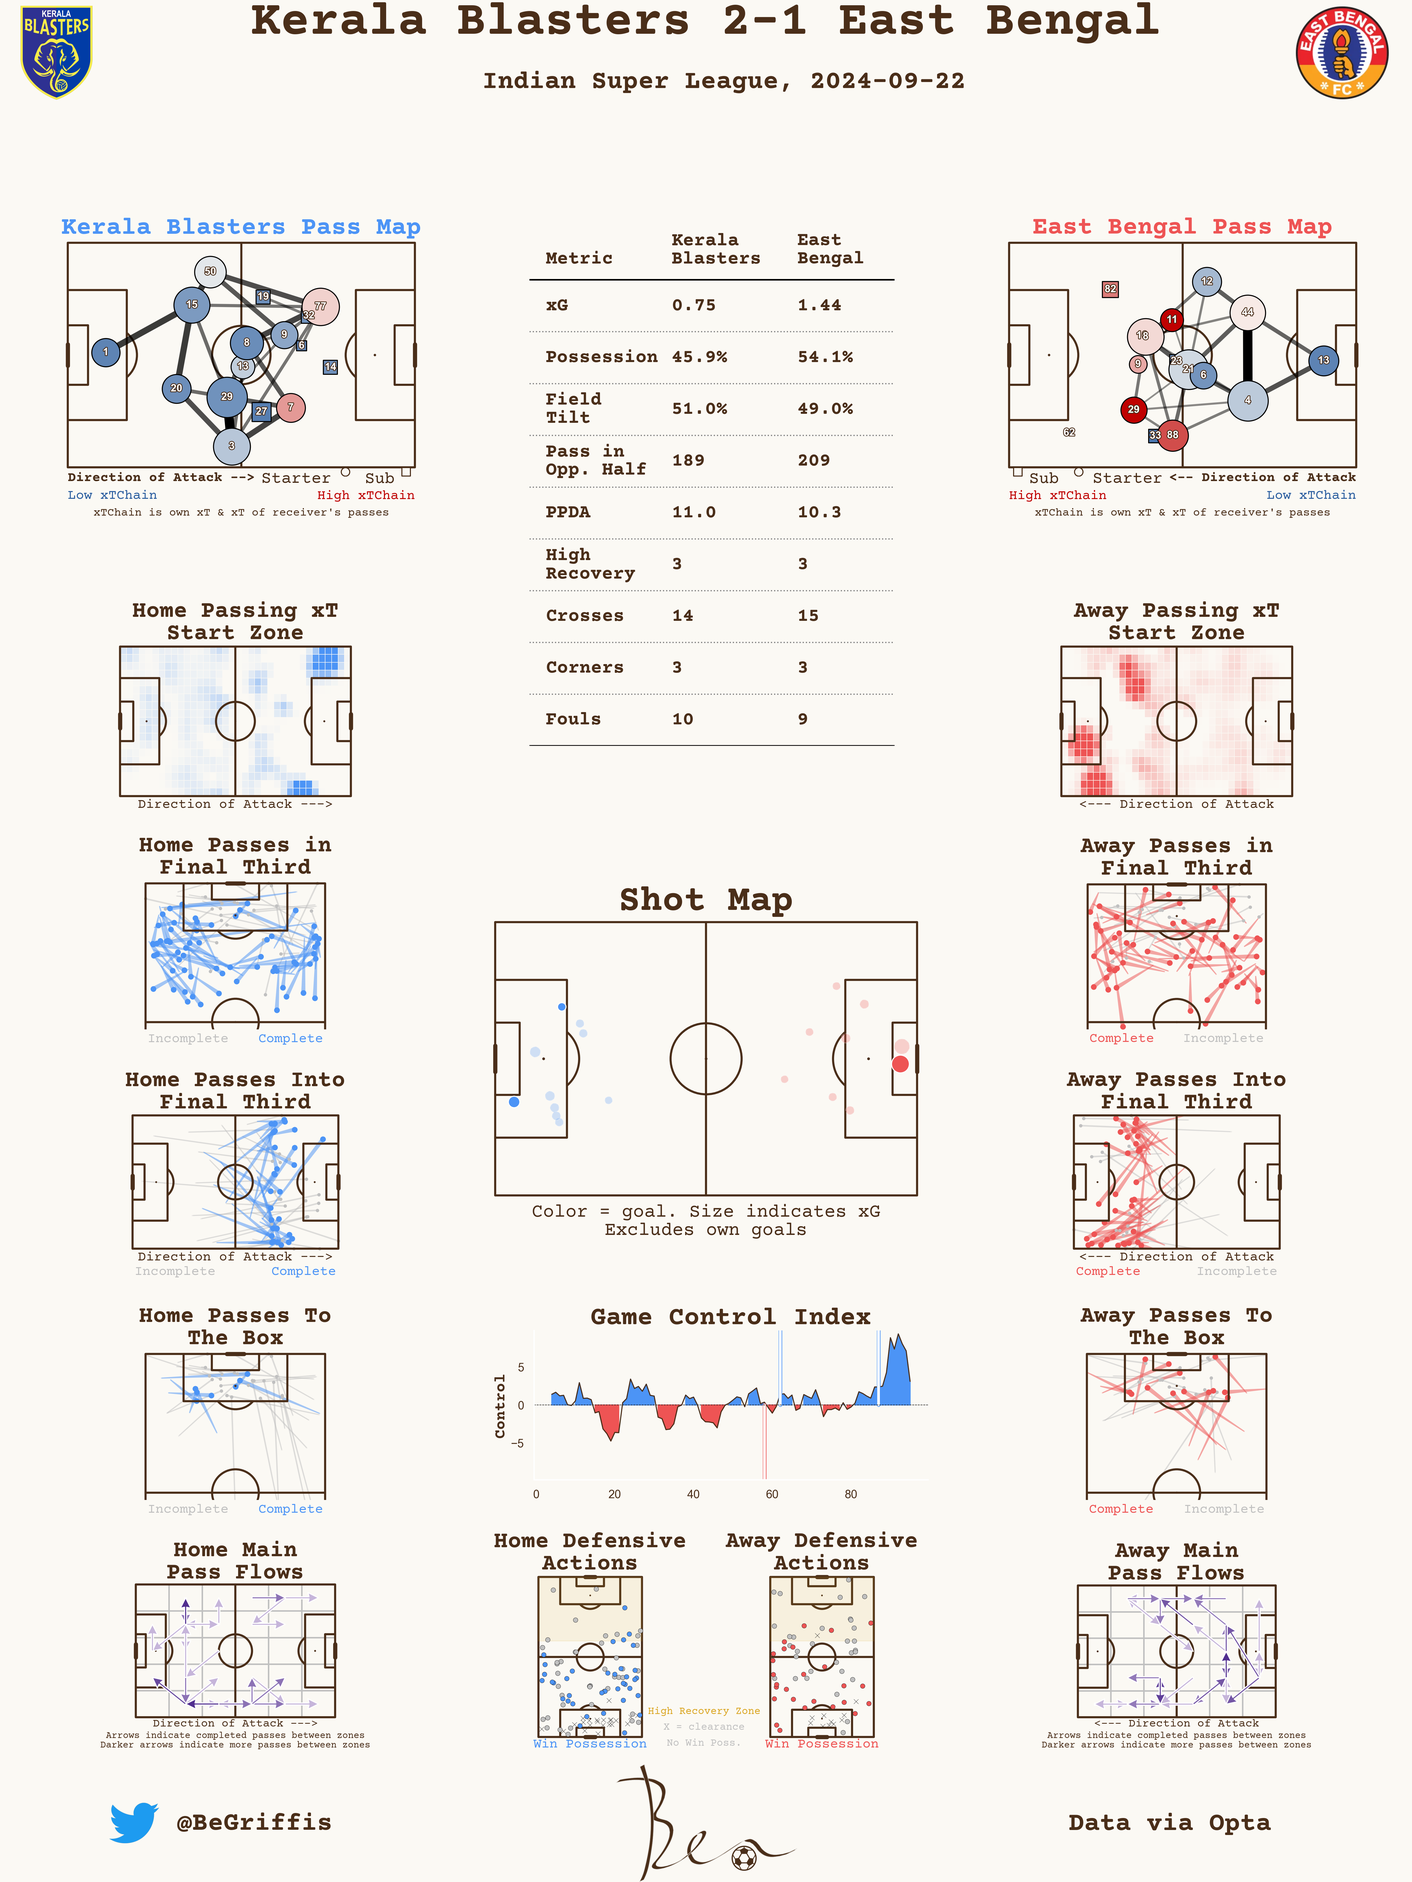 KERALA
BLASTERS
Kerala Blasters 2-1 East Bengal
EAST BENGAL
FC
Indian Super League, 2024-09-22
Kerala Blasters Pass Map
50
19
15
77
32
9
8
6
1
13
14
20
29
27
7
3
Direction of Attack --> Starter Sub
Low xTChain High xTChain
xTChain is own xT & xT of receiver's passes
Metric Kerala Blasters East Bengal
xG 0.75 1.44
Possession 45.9% 54.1%
Field Tilt 51.0% 49.0%
Pass in Opp. Half 189 209
PPDA 11.0 10.3
High Recovery 3 3
Crosses 14 15
Corners 3 3
Fouls 10 9
East Bengal Pass Map
12
82
44
11
18
9
23
21
6
13
4
29
62
33
88
Sub Starter <-- Direction of Attack
High xTChain Low xTChain
xTChain is own xT & xT of receiver's passes
Home Passing xT
Start Zone
Direction of Attack --->
Away Passing xT
Start Zone
<--- Direction of Attack
Home Passes in
Final Third
Incomplete Complete
Away Passes in
Final Third
Complete Incomplete
Shot Map
Color = goal. Size indicates xG
Excludes own goals
Home Passes Into
Final Third
Direction of Attack --->
Incomplete Complete
Away Passes Into
Final Third
<--- Direction of Attack
Complete Incomplete
Home Passes To
The Box
Incomplete Complete
Game Control Index
Control
5
0
−5
0 20 40 60 80
Away Passes To
The Box
Complete Incomplete
Home Main
Pass Flows
Direction of Attack --->
Arrows indicate completed passes between zones
Darker arrows indicate more passes between zones
Home Defensive
Actions
Win Possession
High Recovery Zone
X = clearance
No Win Poss.
Away Defensive
Actions
Win Possession
Away Main
Pass Flows
<--- Direction of Attack
Arrows indicate completed passes between zones
Darker arrows indicate more passes between zones
@BeGriffis
Ben
Data via Opta